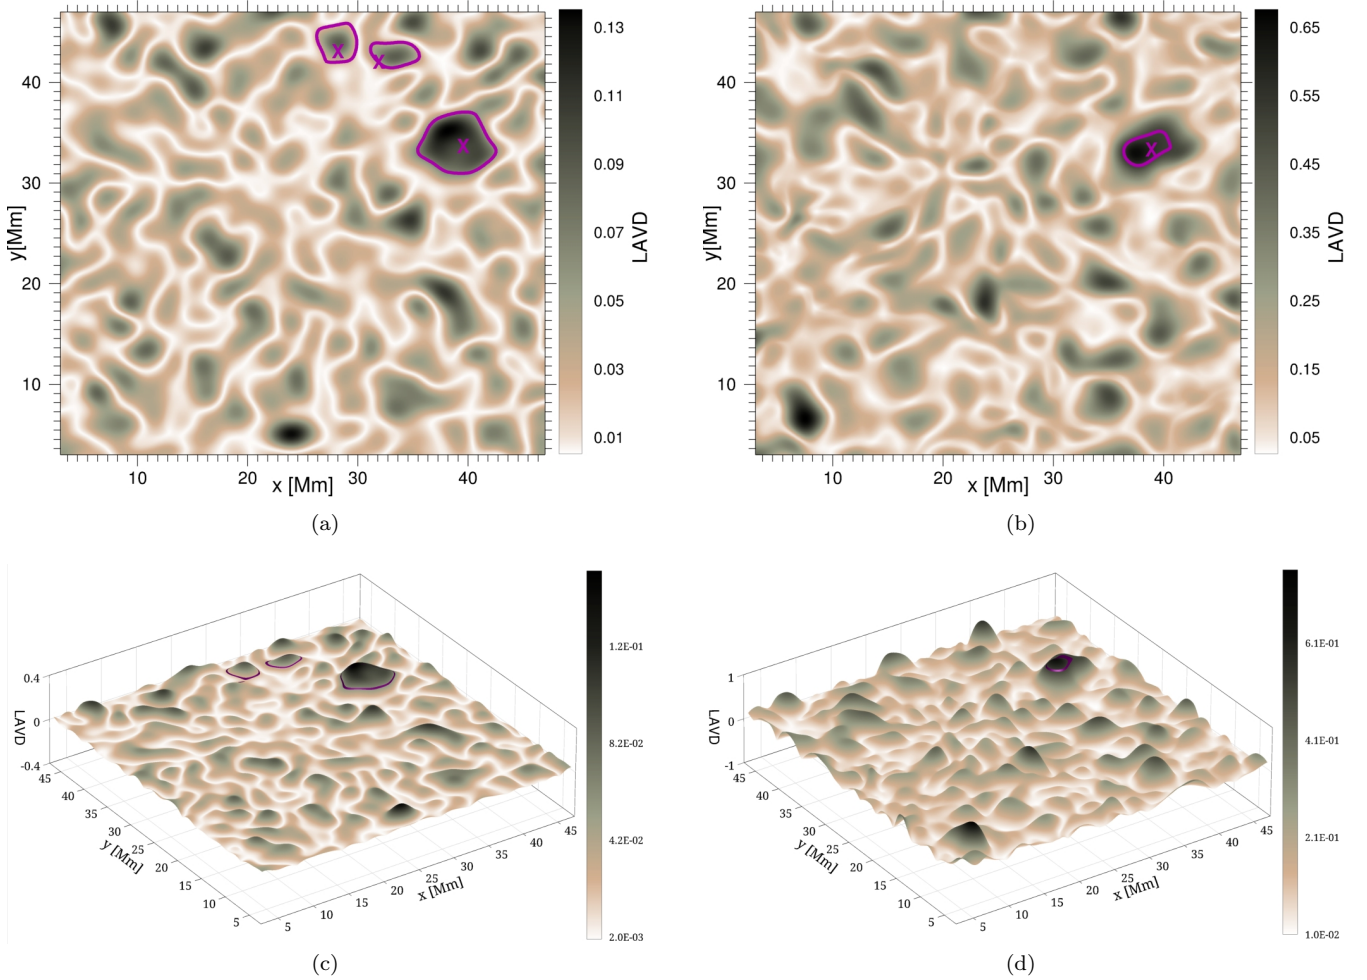 40
30
20
10
y[Mm]
10
20
30
40
x [Mm]
X
X
X
0.13
0.11
0.09
0.07
0.05
0.03
0.01
LAVD
(a)
40
30
20
10
y[Mm]
10
20
30
40
x [Mm]
X
0.65
0.55
0.45
0.35
0.25
0.15
0.05
LAVD
(b)
0.4
0
-0.4
LAVD
45
40
35
30
25
20
15
10
5
y [Mm]
5
10
15
20
25
30
35
40
45
x [Mm]
1.2E-01
8.2E-02
4.2E-02
2.0E-03
(c)
1
0
-1
LAVD
45
40
35
30
25
20
15
10
5
y [Mm]
5
10
15
20
25
30
35
40
45
x [Mm]
6.1E-01
4.1E-01
2.1E-01
1.0E-02
(d)